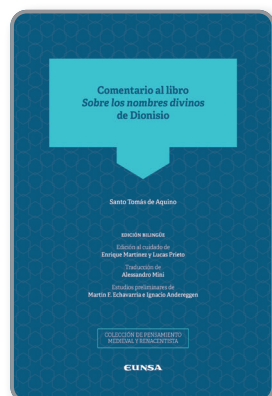 Comentario al libro
Sobre los nombres divinos
de Dionisio
Santo Tomás de Aquino
EDICIÓN BILINGÜE
Edición al cuidado de
Enrique Martínez y Lucas Prieto
Traducción de
Alessandro Mini
Estudios preliminares de
Martín F. Echavarría e Ignacio Andereggen
COLECCIÓN DE PENSAMIENTO
MEDIEVAL Y RENACENTISTA
EUNSA